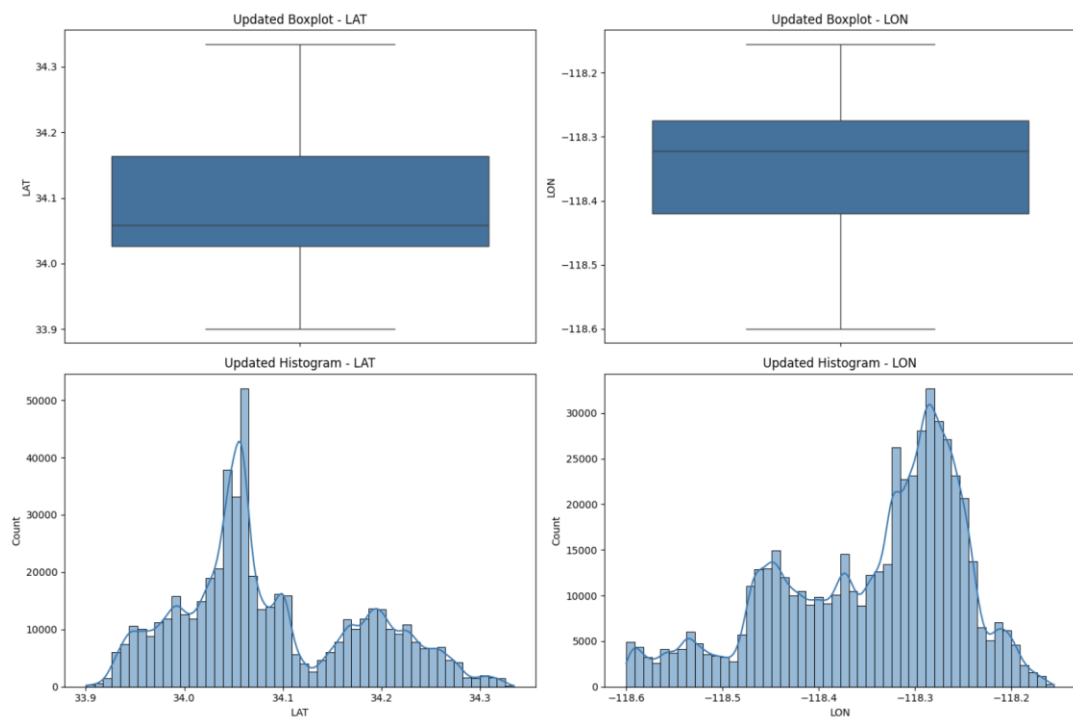 Updated Boxplot - LAT
34.3
34.2
34.1
34.0
33.9
LAT
Updated Boxplot - LON
−118.2
−118.3
−118.4
−118.5
−118.6
LON
Updated Histogram - LAT
50000
40000
30000
20000
10000
0
Count
33.9 34.0 34.1 34.2 34.3
LAT
Updated Histogram - LON
30000
25000
20000
15000
10000
5000
0
Count
−118.6 −118.5 −118.4 −118.3 −118.2
LON